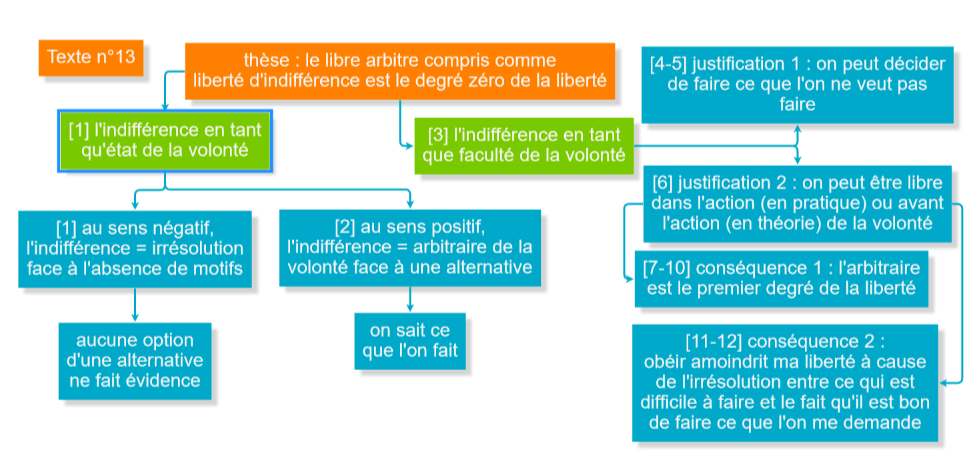 Texte n°13
thèse : le libre arbitre compris comme
liberté d'indifférence est le degré zéro de la liberté
[1] l'indifférence en tant
qu'état de la volonté
[3] l'indifférence en tant
que faculté de la volonté
[4-5] justification 1 : on peut décider
de faire ce que l'on ne veut pas
faire
[6] justification 2 : on peut être libre
dans l'action (en pratique) ou avant
l'action (en théorie) de la volonté
[1] au sens négatif,
l'indifférence = irrésolution
face à l'absence de motifs
[2] au sens positif,
l'indifférence = arbitraire de la
volonté face à une alternative
[7-10] conséquence 1 : l'arbitraire
est le premier degré de la liberté
aucune option
d'une alternative
ne fait évidence
on sait ce
que l'on fait
[11-12] conséquence 2 :
obéir amoindrit ma liberté à cause
de l'irrésolution entre ce qui est
difficile à faire et le fait qu'il est bon
de faire ce que l'on me demande